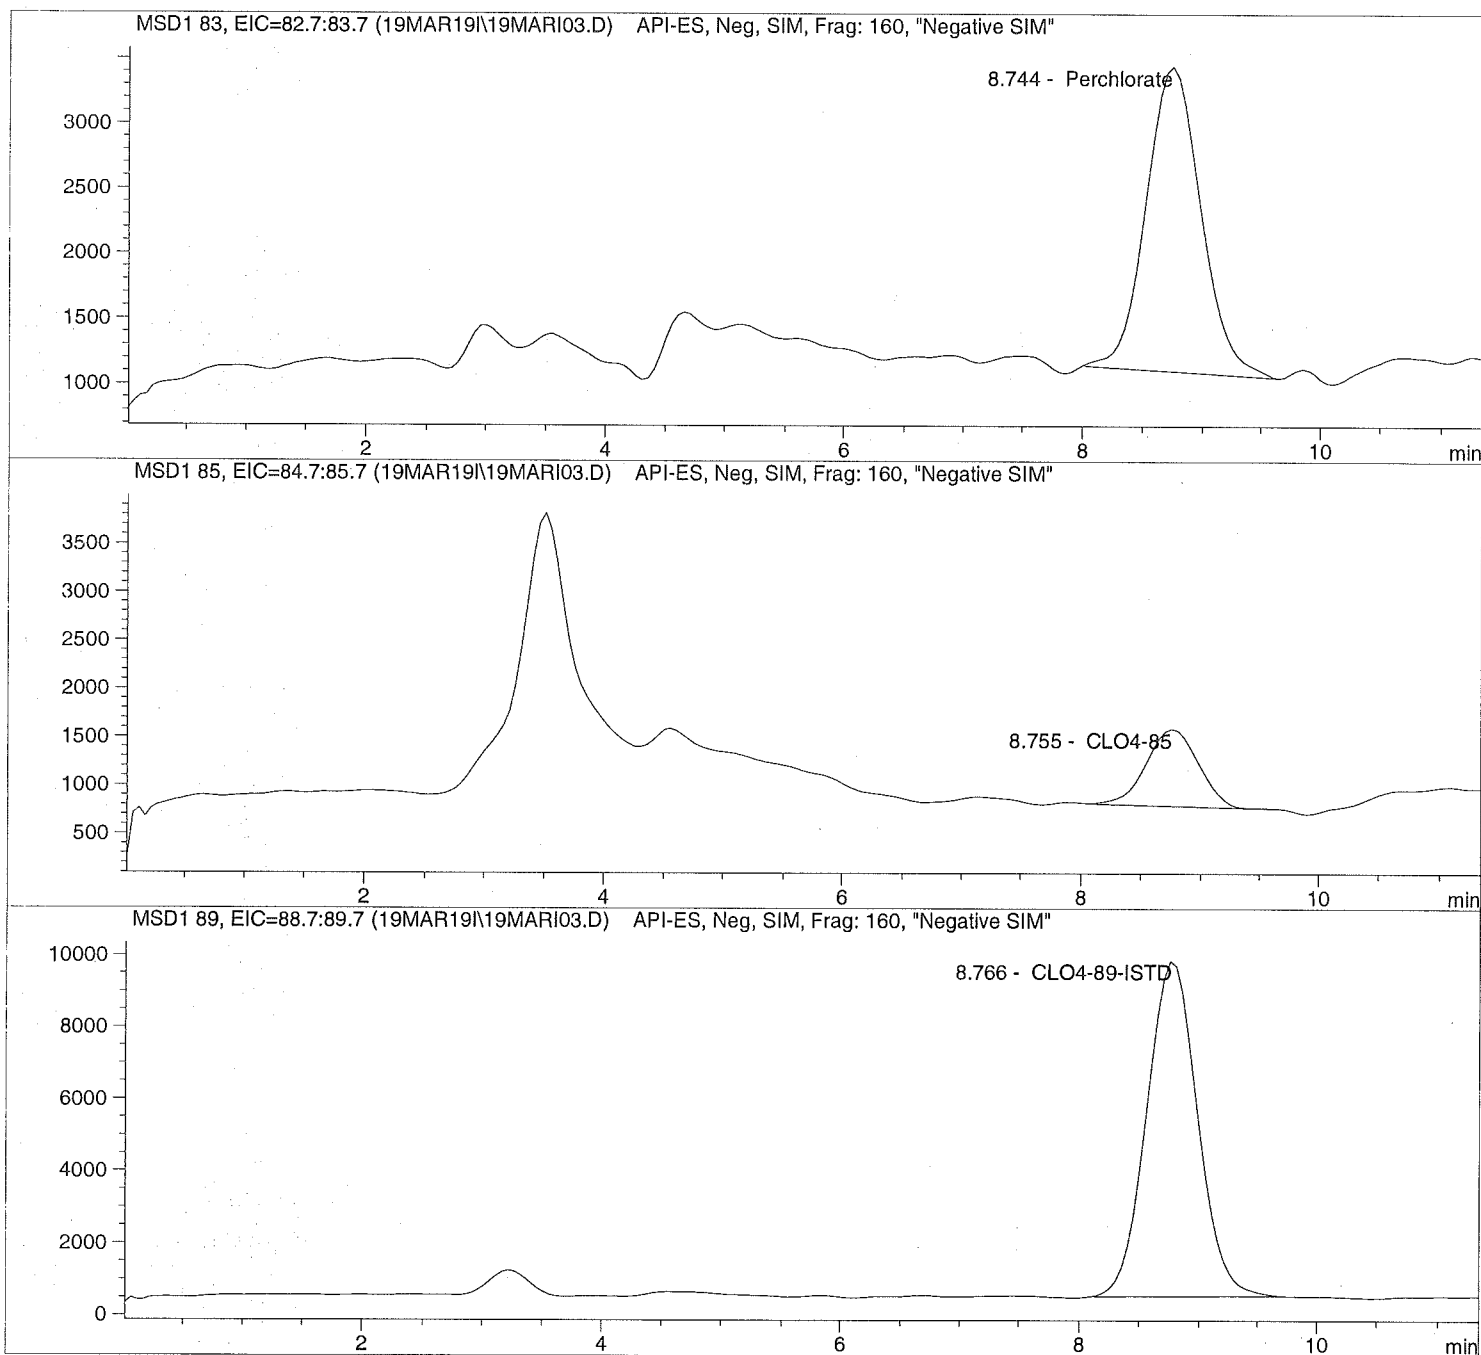 MSD1 83, EIC=82.7:83.7 (19MAR19I\19MARI03.D) API-ES, Neg, SIM, Frag: 160, "Negative SIM"
8.744 - Perchlorate
3000
2500
2000
1500
1000
2 4 6 8 10 min
MSD1 85, EIC=84.7:85.7 (19MAR19I\19MARI03.D) API-ES, Neg, SIM, Frag: 160, "Negative SIM"
3500
3000
2500
2000
1500
8.755 - CLO4-85
1000
500
2 4 6 8 10 min
MSD1 89, EIC=88.7:89.7 (19MAR19I\19MARI03.D) API-ES, Neg, SIM, Frag: 160, "Negative SIM"
10000
8.766 - CLO4-89-ISTD
8000
6000
4000
2000
0
2 4 6 8 10 min